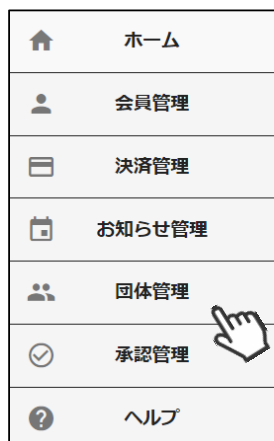 ホーム
会員管理
決済管理
お知らせ管理
団体管理
承認管理
ヘルプ